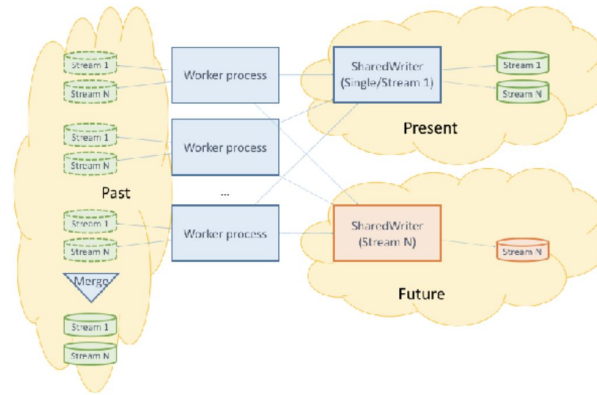 Stream 1
Stream N
Worker process
SharedWriter
(Single/Stream 1)
Stream 1
Stream N
Present
Stream 1
Stream N
Worker process
Past
...
Stream 1
Stream N
Worker process
SharedWriter
(Stream N)
Stream N
Future
Merge
Stream 1
Stream N